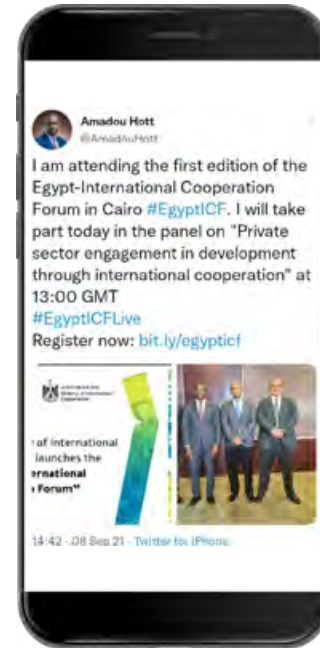 Amadou Hott
@AmadouHott
I am attending the first edition of the
Egypt-International Cooperation
Forum in Cairo #EgyptICF. I will take
part today in the panel on "Private
sector engagement in development
through international cooperation" at
13:00 GMT
#EgyptICFLive
Register now: bit.ly/egypticf
of International
launches the
ernational
Forum"
14:42 - 08 Sep 21 - Twitter for iPhone